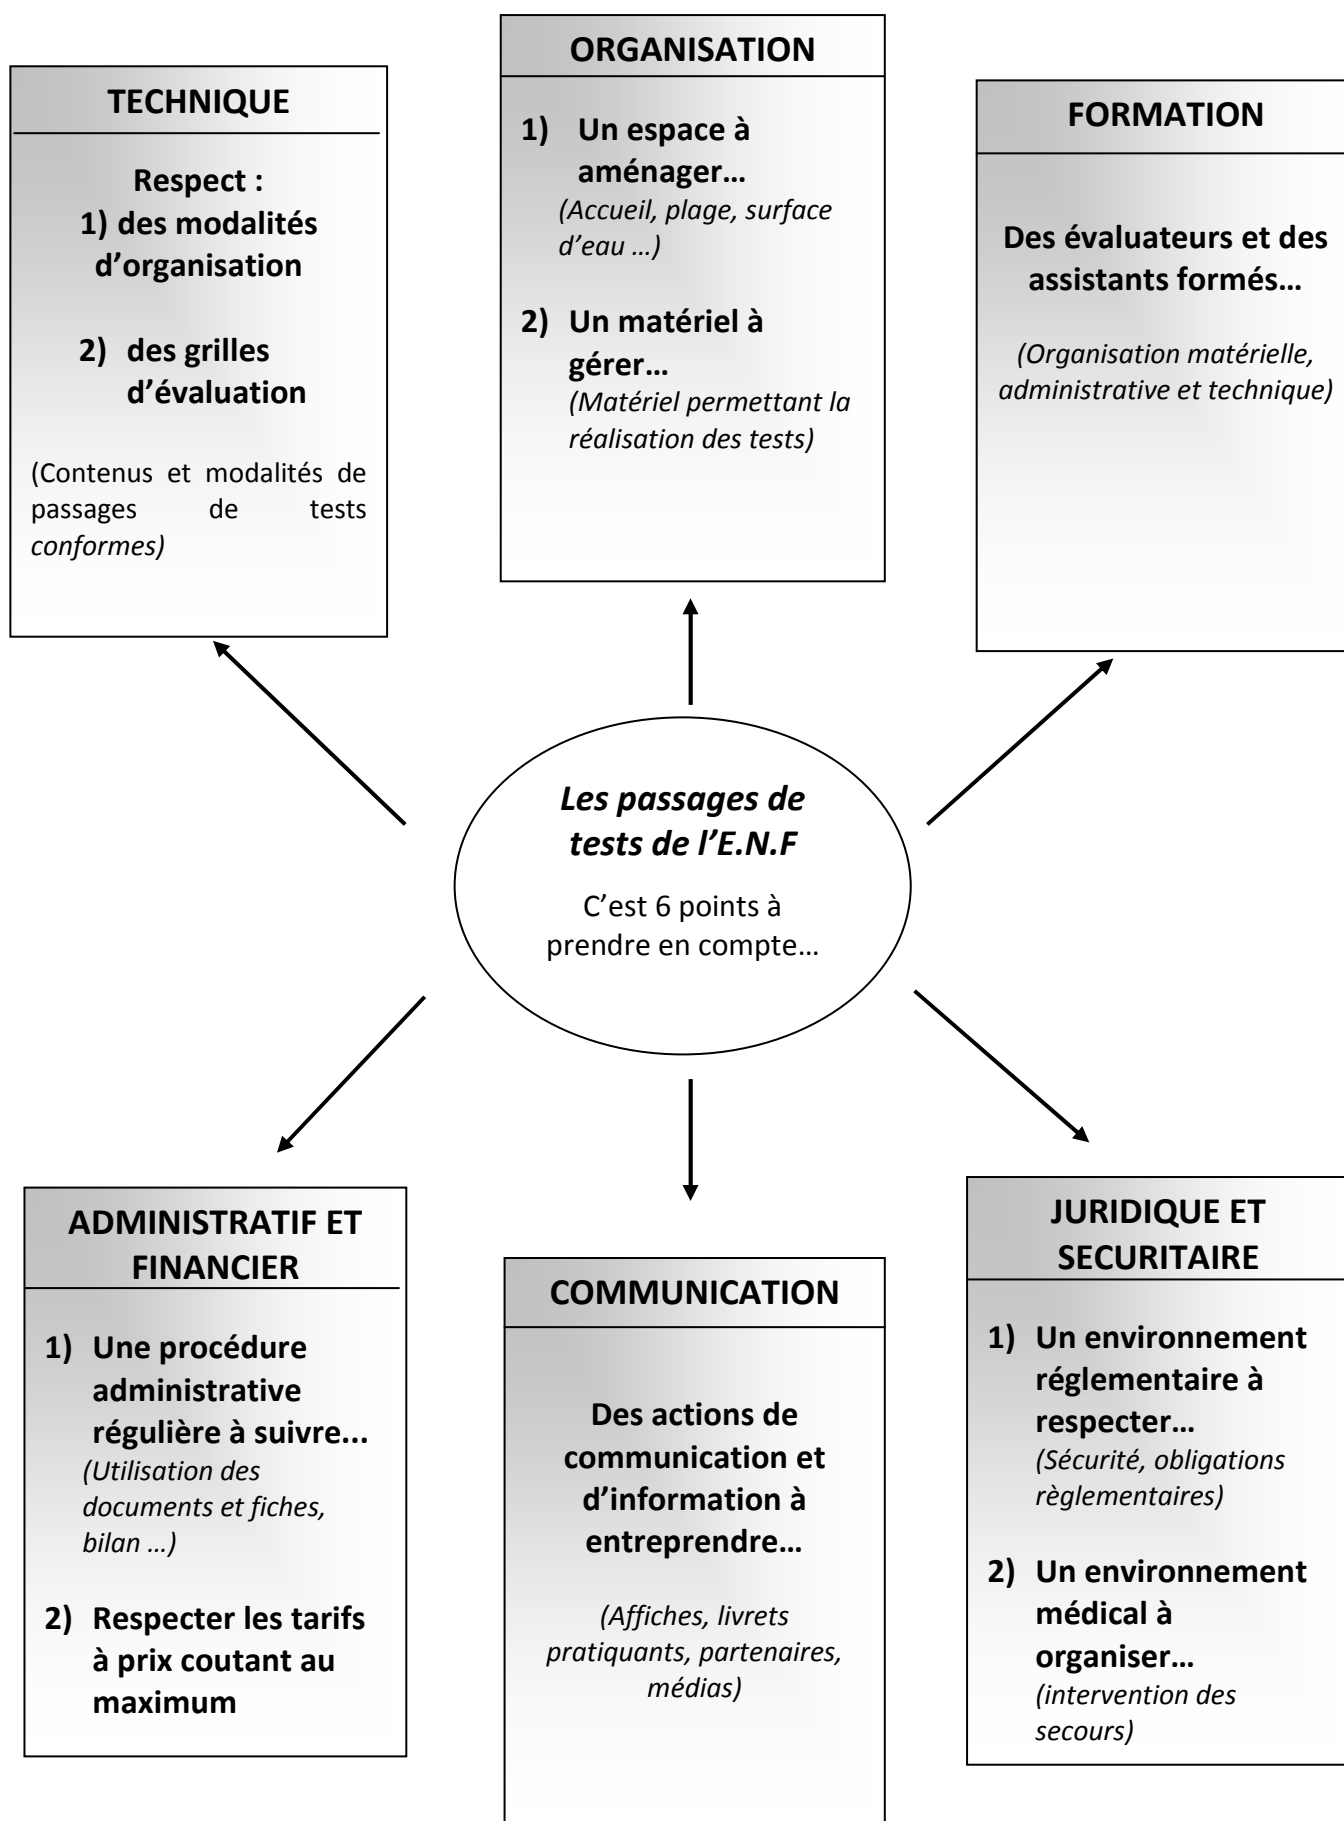 TECHNIQUE
Respect :
1) des modalités
d’organisation
2) des grilles
d’évaluation
(Contenus et modalités de
passages de tests
conformes)
ORGANISATION
1) Un espace à
aménager…
(Accueil, plage, surface
d’eau …)
2) Un matériel à
gérer…
(Matériel permettant la
réalisation des tests)
FORMATION
Des évaluateurs et des
assistants formés…
(Organisation matérielle,
administrative et technique)
Les passages de
tests de l’E.N.F
C’est 6 points à
prendre en compte…
ADMINISTRATIF ET
FINANCIER
1) Une procédure
administrative
régulière à suivre...
(Utilisation des
documents et fiches,
bilan …)
2) Respecter les tarifs
à prix coutant au
maximum
COMMUNICATION
Des actions de
communication et
d’information à
entreprendre…
(Affiches, livrets
pratiquants, partenaires,
médias)
JURIDIQUE ET
SECURITAIRE
1) Un environnement
réglementaire à
respecter…
(Sécurité, obligations
règlementaires)
2) Un environnement
médical à
organiser…
(intervention des
secours)